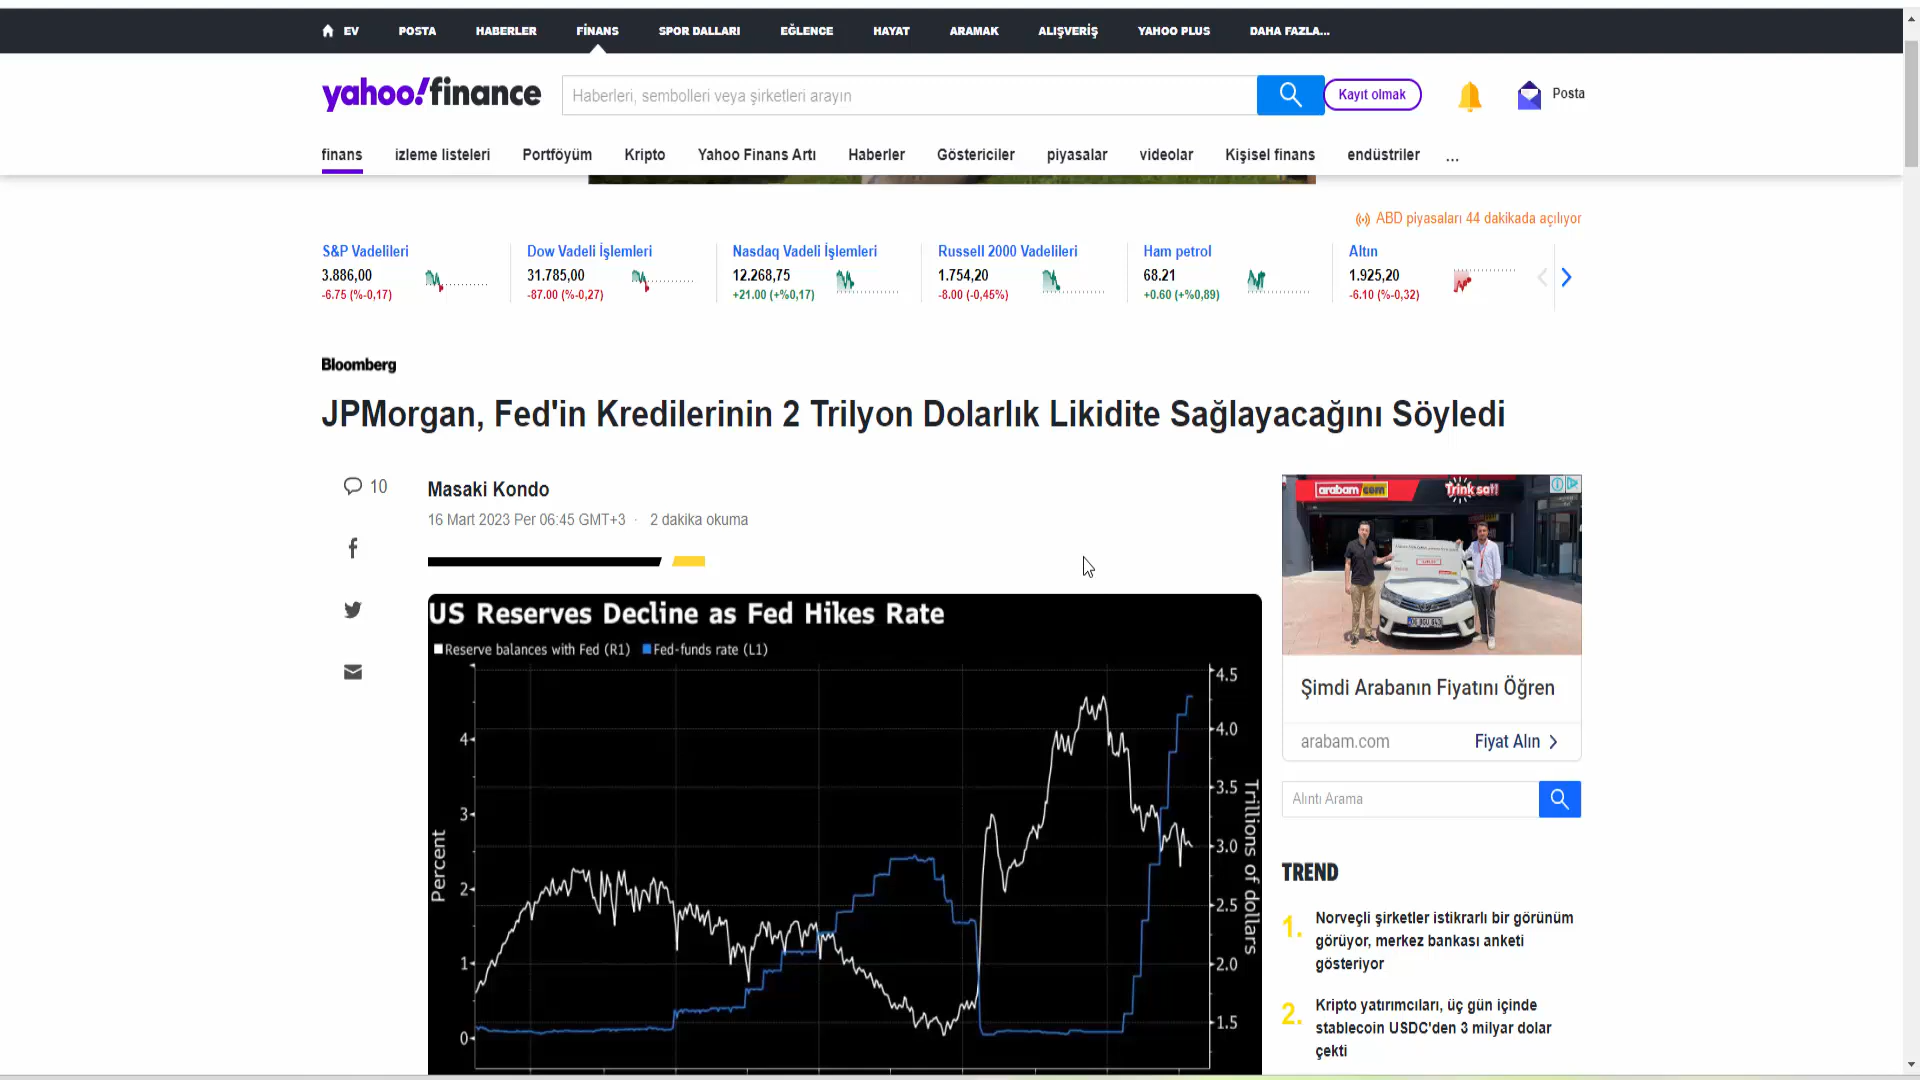 EV POSTA HABERLER FİNANS SPOR DALLARI EĞLENCE HAYAT ARAMAK ALIŞVERİŞ YAHOO PLUS DAHA FAZLA...
yahoo!finance Haberleri, sembolleri veya şirketleri arayın Kayıt olmak Posta
finans izleme listeleri Portföyüm Kripto Yahoo Finans Artı Haberler Göstericiler piyasalar videolar Kişisel finans endüstriler ...
ABD piyasaları 44 dakikada açılıyor
S&P Vadelileri Dow Vadeli İşlemleri Nasdaq Vadeli İşlemleri Russell 2000 Vadelileri Ham petrol Altın
3.886,00 31.785,00 12.268,75 1.754,20 68.21 1.925,20
-6.75 (%-0,17) -87.00 (%-0,27) +21.00 (+%0,17) -8.00 (-0,45%) +0.60 (+%0,89) -6.10 (%-0,32)
Bloomberg
JPMorgan, Fed'in Kredilerinin 2 Trilyon Dolarlık Likidite Sağlayacağını Söyledi
10
Masaki Kondo
16 Mart 2023 Per 06:45 GMT+3 · 2 dakika okuma
US Reserves Decline as Fed Hikes Rate
Reserve balances with Fed (R1) Fed-funds rate (L1)
4.5
4.0
3.5
3.0
2.5
2.0
1.5
Trillions of dollars
4
3
2
1
0
Percent
arabam com Trink sat!
Şimdi Arabanın Fiyatını Öğren
arabam.com Fiyat Alın
Alıntı Arama
TREND
1. Norveçli şirketler istikrarlı bir görünüm
görüyor, merkez bankası anketi
gösteriyor
2. Kripto yatırımcıları, üç gün içinde
stablecoin USDC'den 3 milyar dolar
çekti